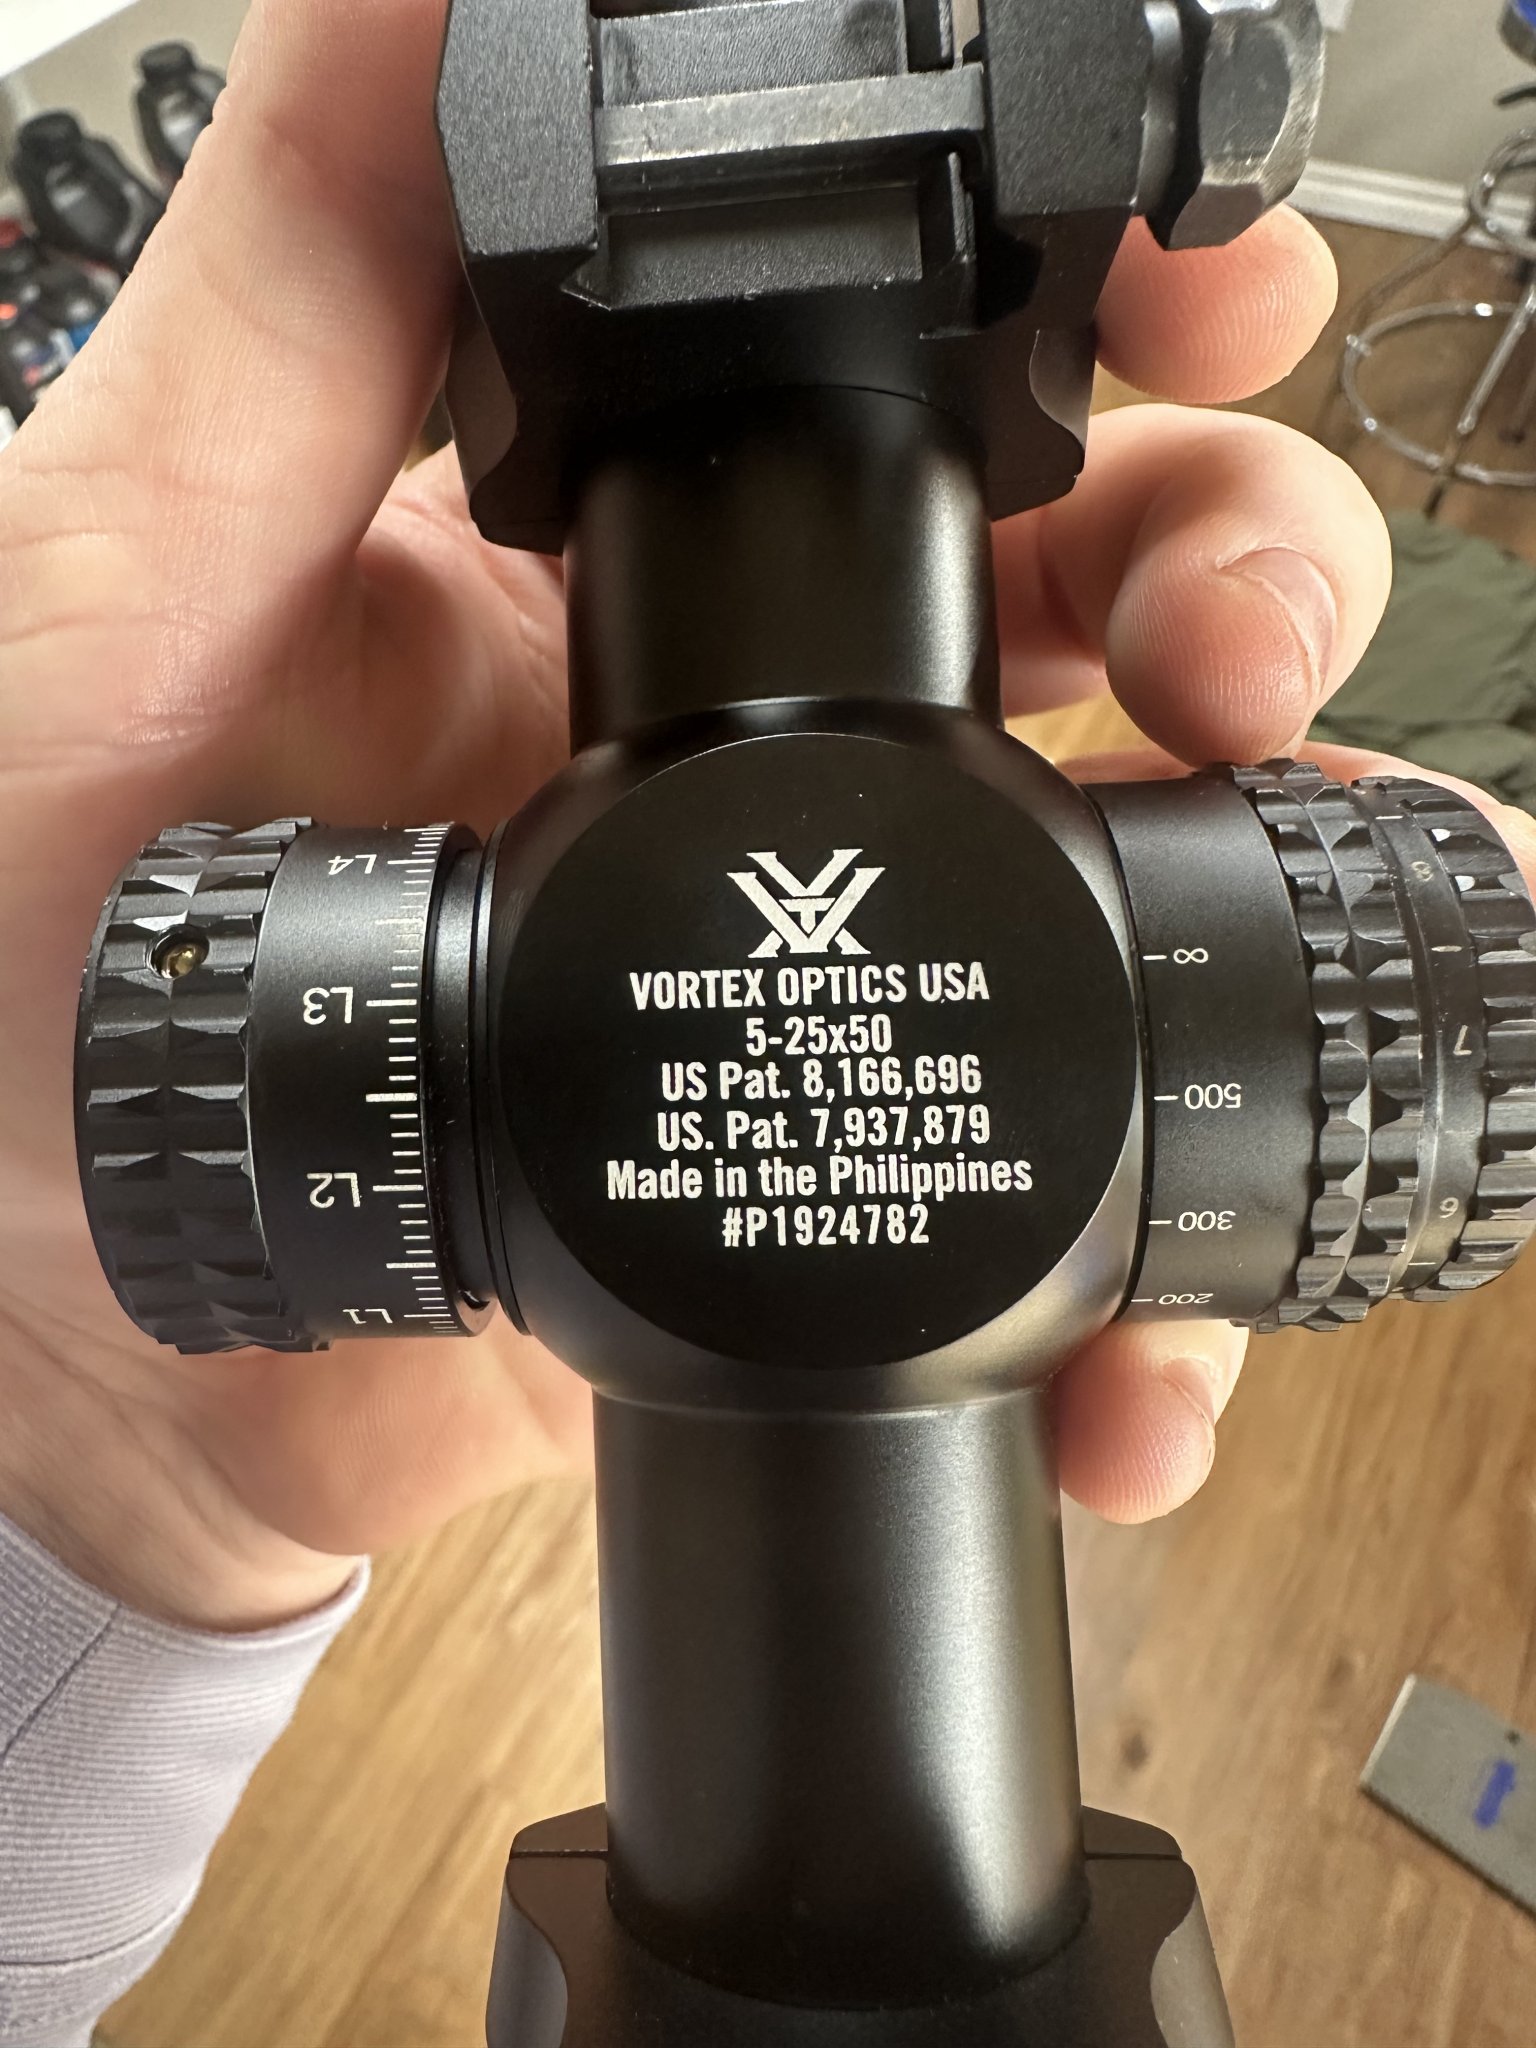 VORTEX OPTICS USA
5-25x50
US Pat. 8,166,696
US. Pat. 7,937,879
Made in the Philippines
#P1924782
L4
L3
L2
L1
∞
500
300
200
8
7
6